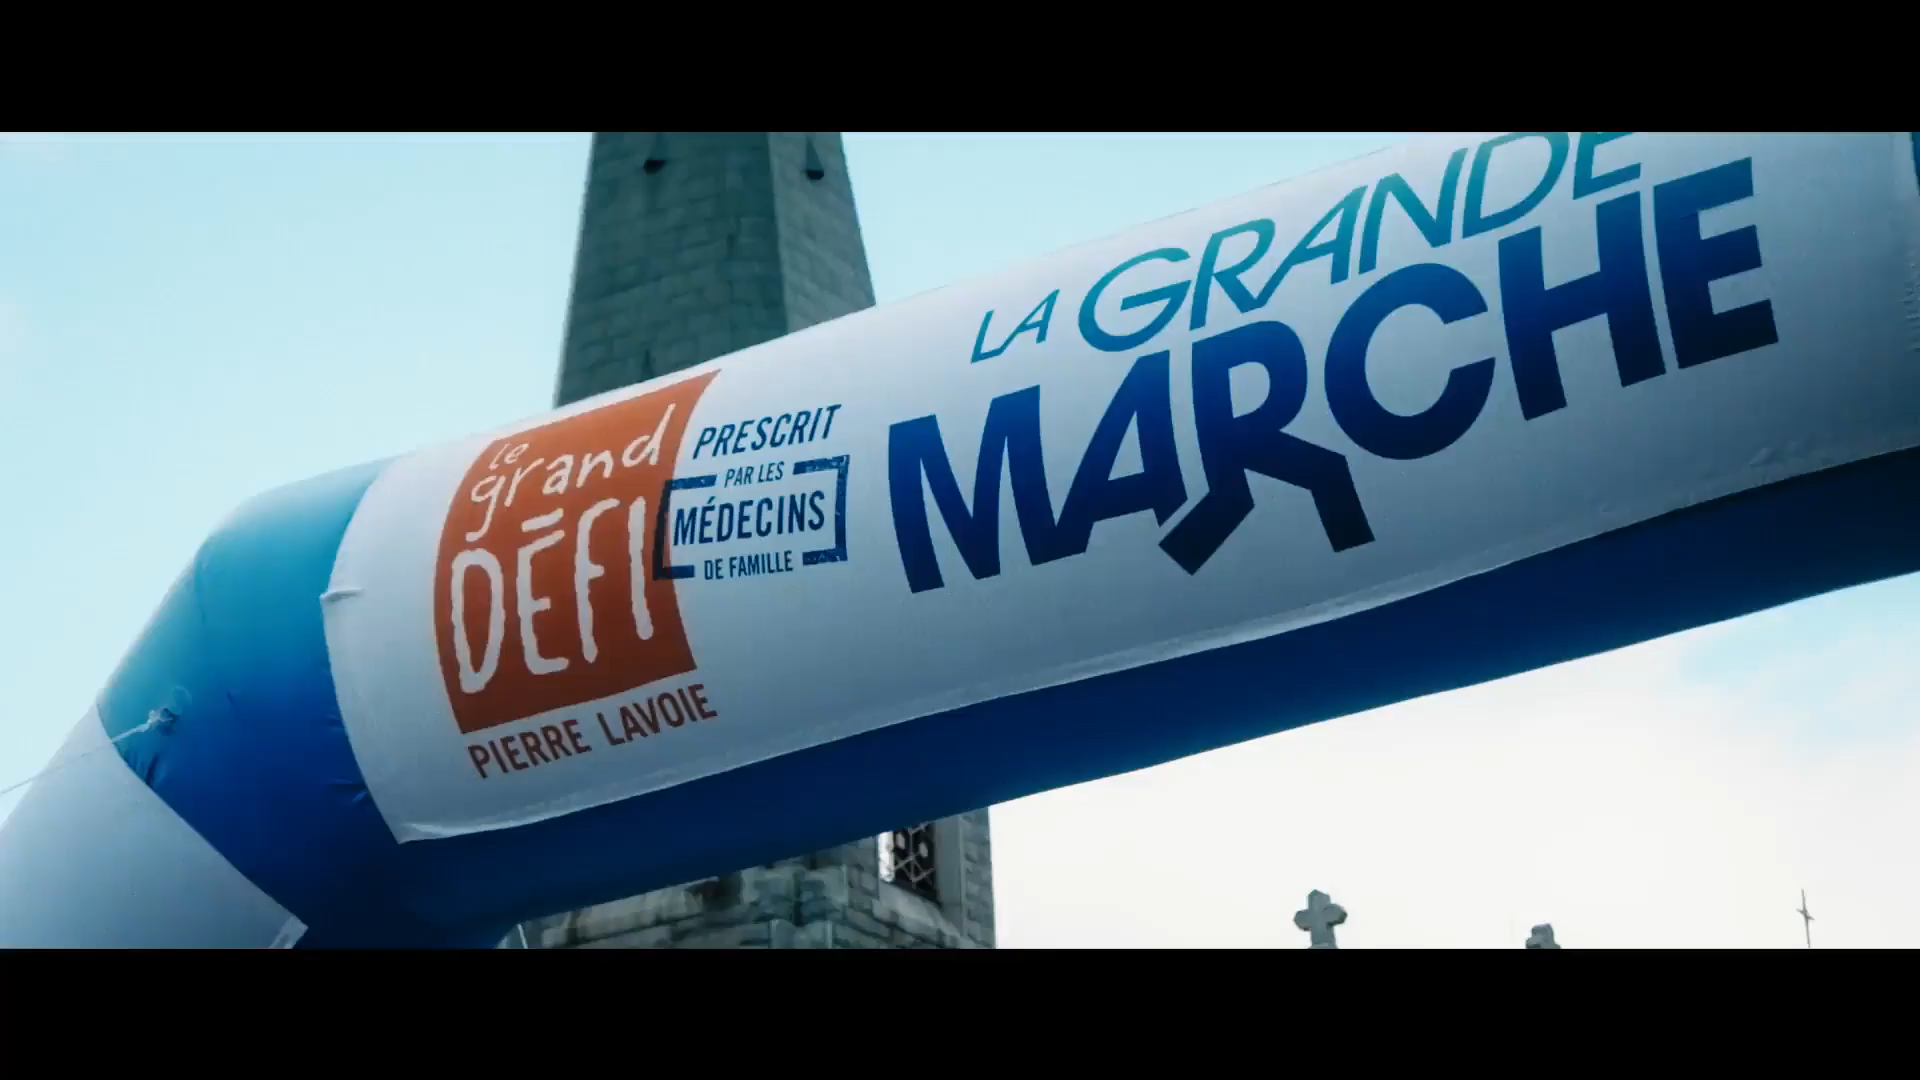 le
grand
DÉFI
PIERRE LAVOIE
PRESCRIT
PAR LES
MÉDECINS
DE FAMILLE
LA GRANDE
MARCHE